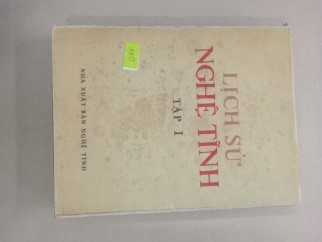 LỊCH SỬ
NGHỆ TĨNH
TẬP I
NHÀ XUẤT BẢN NGHỆ TĨNH